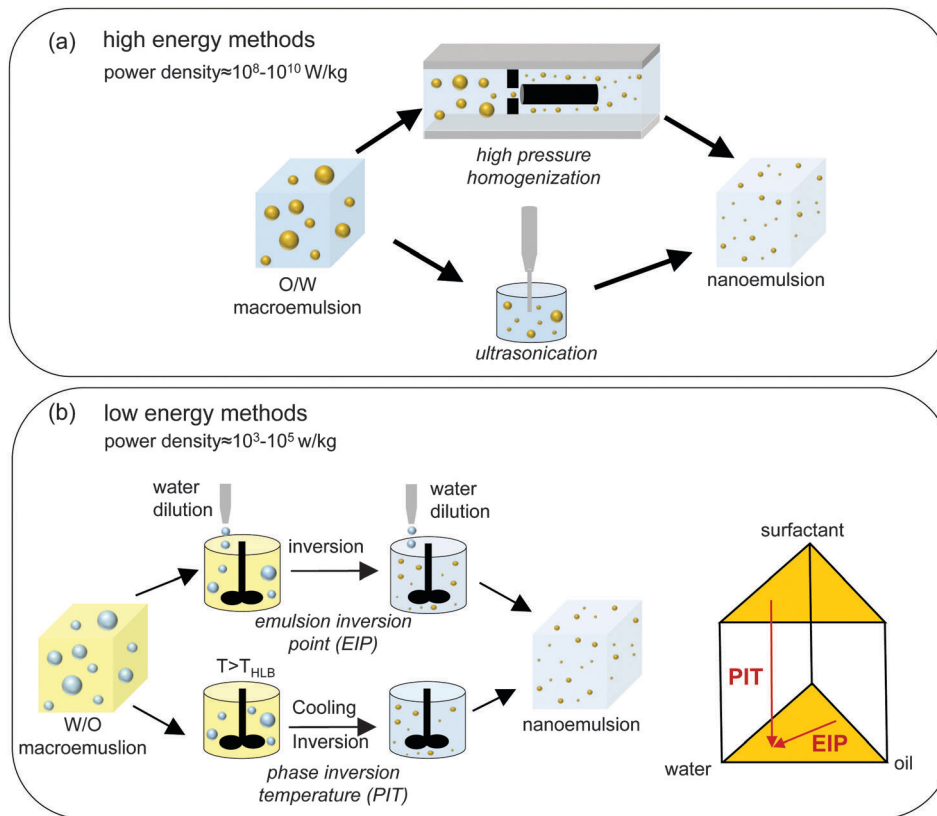 (a) high energy methods
power density≈10⁸-10¹⁰ W/kg
high pressure
homogenization
O/W
macroemulsion
nanoemulsion
ultrasonication
(b) low energy methods
power density≈10³-10⁵ w/kg
water
dilution
water
dilution
inversion
emulsion inversion
point (EIP)
W/O
macroemuslion
T>T_HLB
Cooling
Inversion
phase inversion
temperature (PIT)
nanoemulsion
surfactant
PIT
EIP
water
oil